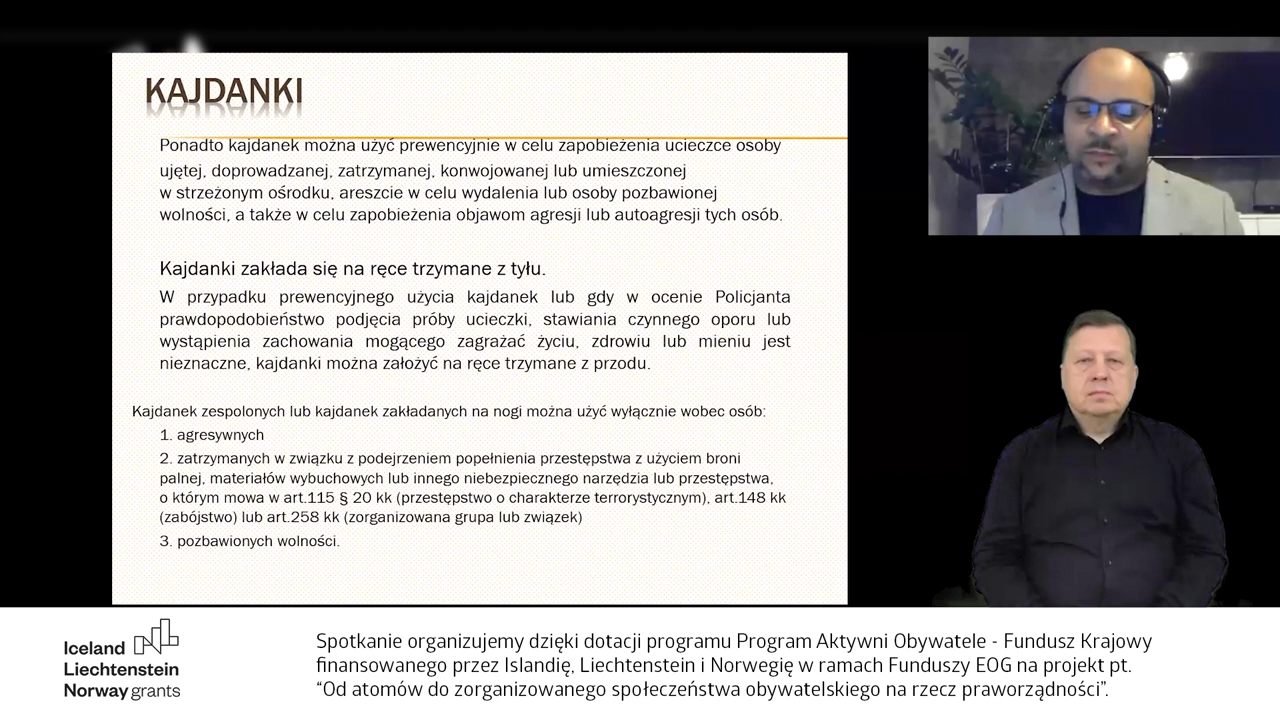 KAJDANKI
Ponadto kajdanek można użyć prewencyjnie w celu zapobieżenia ucieczce osoby
ujętej, doprowadzanej, zatrzymanej, konwojowanej lub umieszczonej
w strzeżonym ośrodku, areszcie w celu wydalenia lub osoby pozbawionej
wolności, a także w celu zapobieżenia objawom agresji lub autoagresji tych osób.
Kajdanki zakłada się na ręce trzymane z tyłu.
W przypadku prewencyjnego użycia kajdanek lub gdy w ocenie Policjanta
prawdopodobieństwo podjęcia próby ucieczki, stawiania czynnego oporu lub
wystąpienia zachowania mogącego zagrażać życiu, zdrowiu lub mieniu jest
nieznaczne, kajdanki można założyć na ręce trzymane z przodu.
Kajdanek zespolonych lub kajdanek zakładanych na nogi można użyć wyłącznie wobec osób:
1. agresywnych
2. zatrzymanych w związku z podejrzeniem popełnienia przestępstwa z użyciem broni
palnej, materiałów wybuchowych lub innego niebezpiecznego narzędzia lub przestępstwa,
o którym mowa w art.115 § 20 kk (przestępstwo o charakterze terrorystycznym), art.148 kk
(zabójstwo) lub art.258 kk (zorganizowana grupa lub związek)
3. pozbawionych wolności.
Iceland
Liechtenstein
Norway grants
Spotkanie organizujemy dzięki dotacji programu Program Aktywni Obywatele - Fundusz Krajowy
finansowanego przez Islandię, Liechtenstein i Norwegię w ramach Funduszy EOG na projekt pt.
“Od atomów do zorganizowanego społeczeństwa obywatelskiego na rzecz praworządności”.